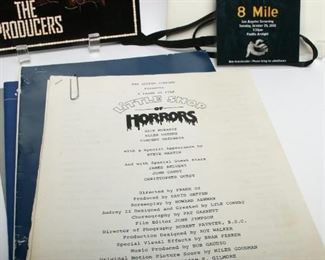 THE
PRODUCERS
8 Mile
Los Angeles Screening
THE GEFFEN COMPANY
Presents
A FRANK OZ FILM
LITTLE SHOP
OF
HORRORS
RICK MORANIS
ELLEN GREENE
VINCENT GARDENIA
with a Special Appearance by
STEVE MARTIN
And with Special Guest Stars
JAMES BELUSHI
JOHN CANDY
CHRISTOPHER GUEST
Directed by FRANK OZ
Produced by DAVID GEFFEN
Screenplay by HOWARD ASHMAN
Audrey II Designed and Created by LYLE CONWAY
Choreography by PAT GARRETT
Film Editor JOHN JYMPSON
Director of Photography ROBERT PAYNTER, B.S.C.
Production Designed by ROY WALKER
Special Visual Effects by BRAN FERREN
Music Produced by BOB GAUDIO
Original Motion Picture Score by MILES GOODMAN
GILMORE